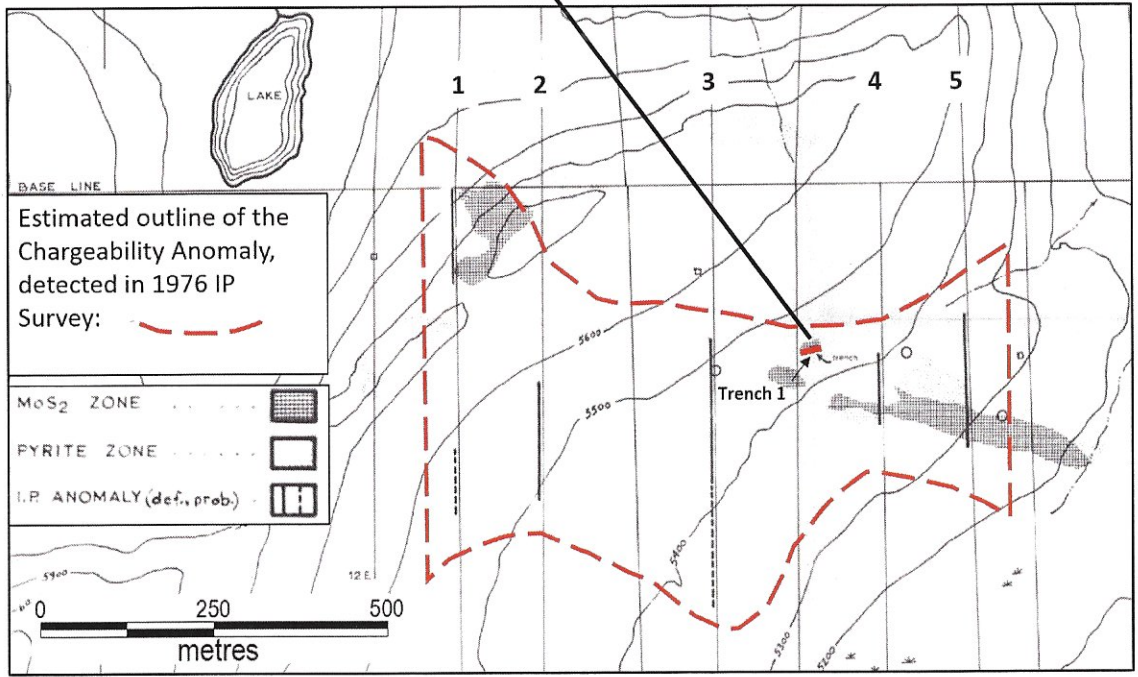 LAKE
1 2 3 4 5
BASE LINE
Estimated outline of the
Chargeability Anomaly,
detected in 1976 IP
Survey:
MoS2 ZONE
PYRITE ZONE
I.P. ANOMALY (def., prob.)
5600
5500
trench
Trench 1
5400
5300
5200
5900
12 E
0 250 500
metres